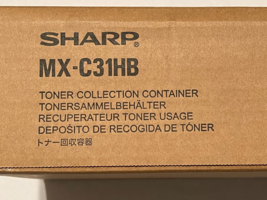 SHARP®
MX-C31HB
TONER COLLECTION CONTAINER
TONERSAMMELBEHÄLTER
RECUPERATEUR TONER USAGE
DEPOSITO DE RECOGIDA DE TÓNER
トナー回収容器